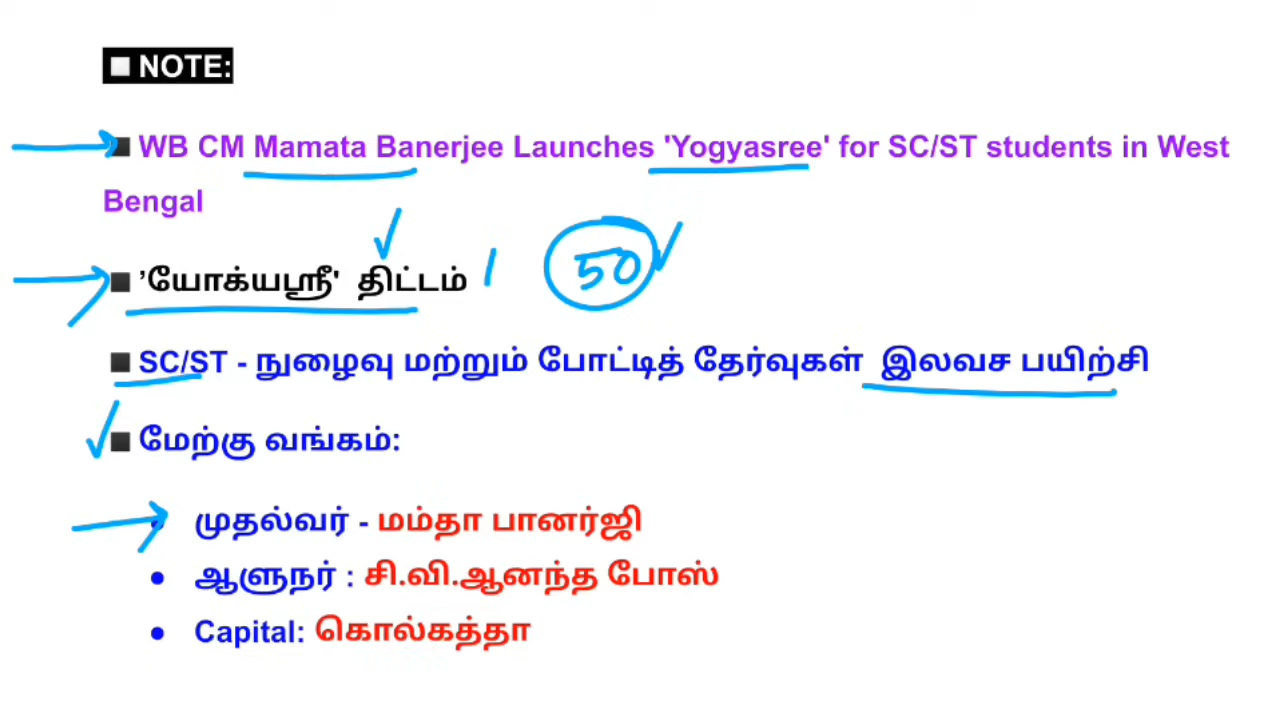 NOTE:
WB CM Mamata Banerjee Launches 'Yogyasree' for SC/ST students in West
Bengal
’யோக்யஸ்ரீ' திட்டம்
50
SC/ST - நுழைவு மற்றும் போட்டித் தேர்வுகள் இலவச பயிற்சி
மேற்கு வங்கம்:
முதல்வர் - மம்தா பானர்ஜி
ஆளுநர் : சி.வி.ஆனந்த போஸ்
Capital: கொல்கத்தா